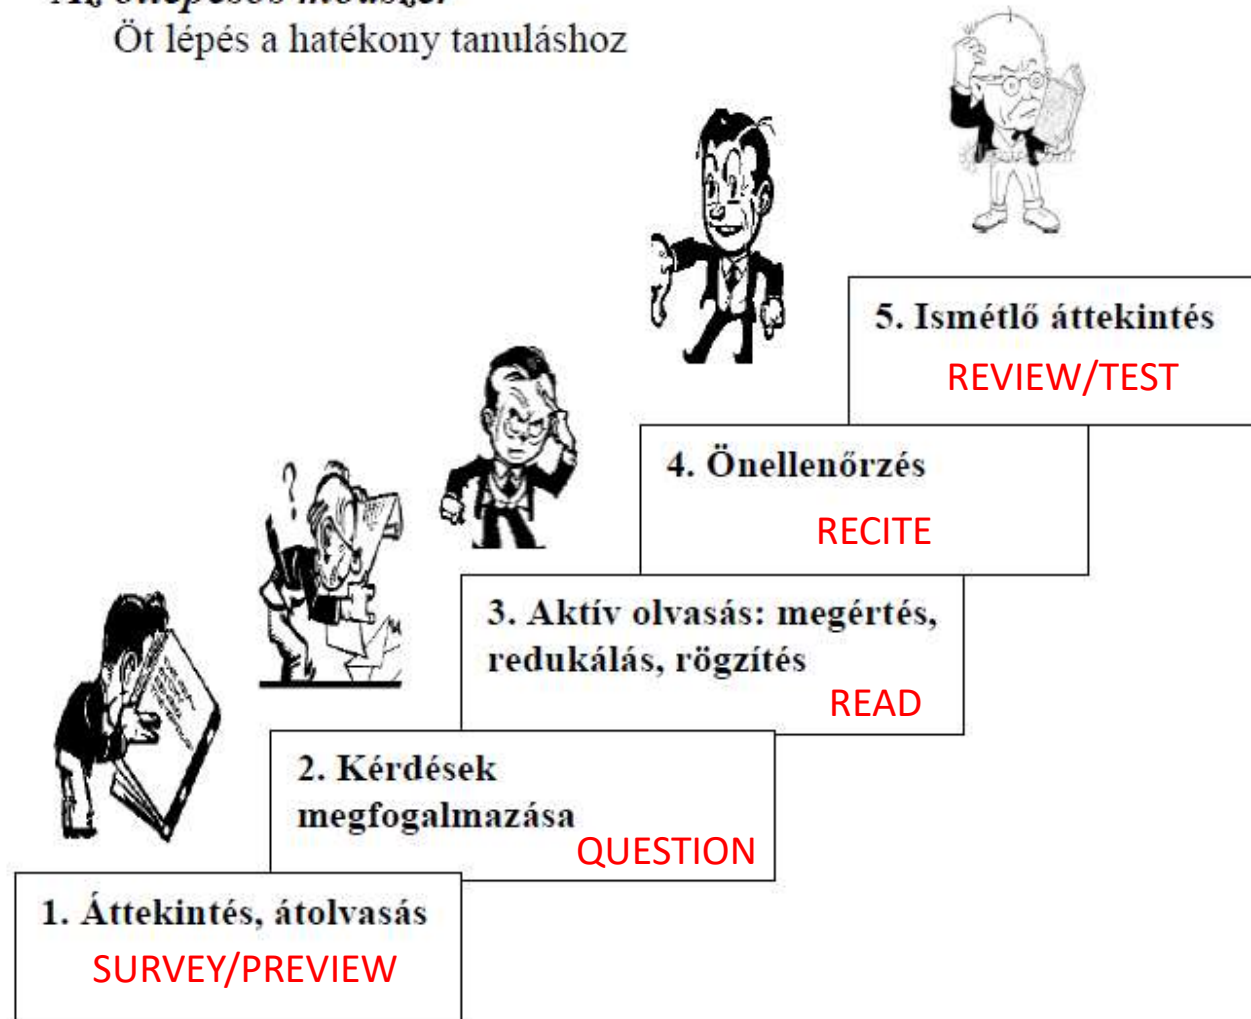 Öt lépés a hatékony tanuláshoz
5. Ismétlő áttekintés
REVIEW/TEST
4. Önellenőrzés
RECITE
3. Aktív olvasás: megértés,
redukálás, rögzítés
READ
2. Kérdések
megfogalmazása
QUESTION
1. Áttekintés, átolvasás
SURVEY/PREVIEW